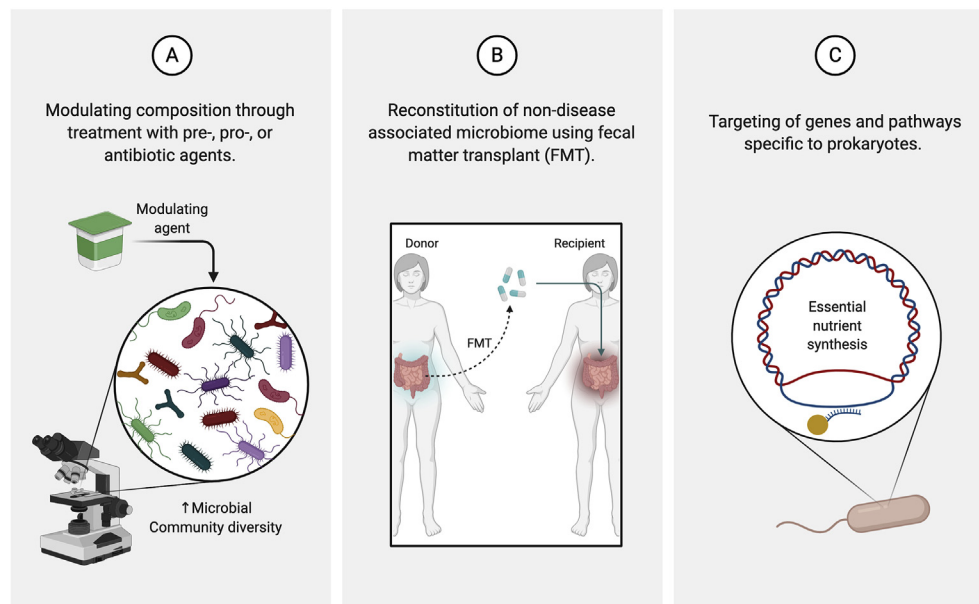 A
Modulating composition through
treatment with pre-, pro-, or
antibiotic agents.
Modulating
agent
↑Microbial
Community diversity
B
Reconstitution of non-disease
associated microbiome using fecal
matter transplant (FMT).
Donor
Recipient
FMT
C
Targeting of genes and pathways
specific to prokaryotes.
Essential
nutrient
synthesis